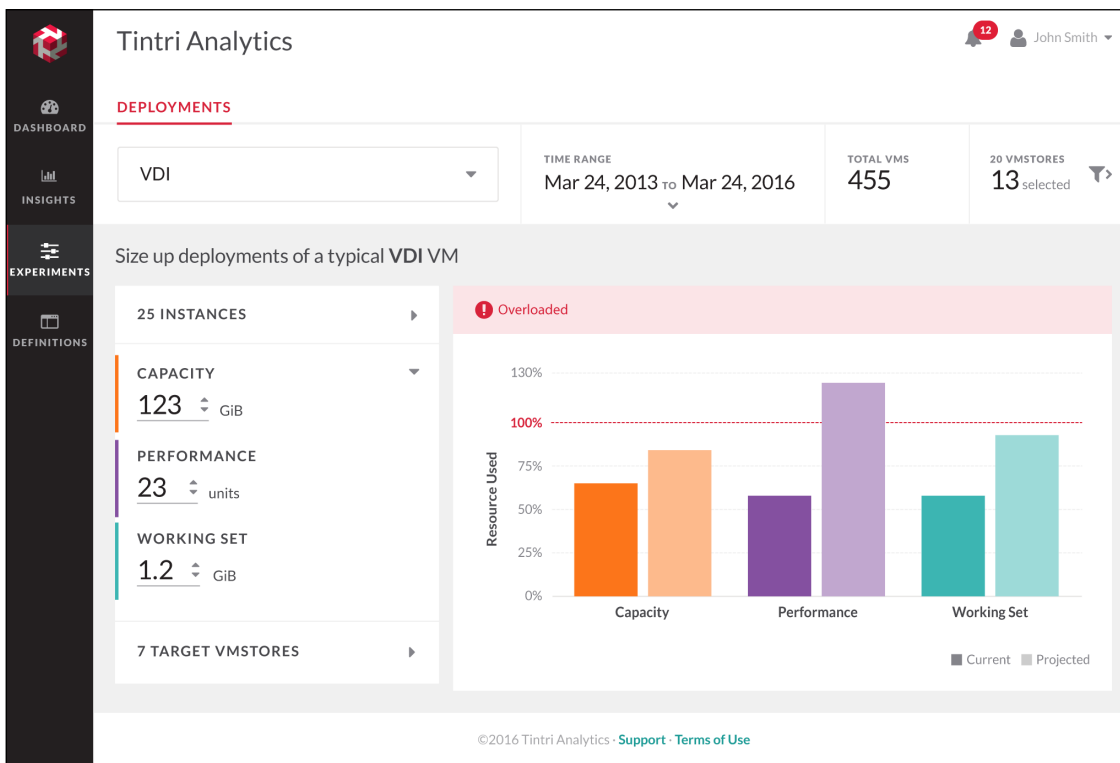 Tintri Analytics
12
John Smith
DASHBOARD
INSIGHTS
EXPERIMENTS
DEFINITIONS
DEPLOYMENTS
VDI
TIME RANGE
Mar 24, 2013 TO Mar 24, 2016
TOTAL VMS
455
20 VMSTORES
13 selected
Size up deployments of a typical VDI VM
25 INSTANCES
CAPACITY
123 GiB
PERFORMANCE
23 units
WORKING SET
1.2 GiB
7 TARGET VMSTORES
Overloaded
Resource Used
130%
100%
75%
50%
25%
0%
Capacity Performance Working Set
Current Projected
©2016 Tintri Analytics · Support · Terms of Use